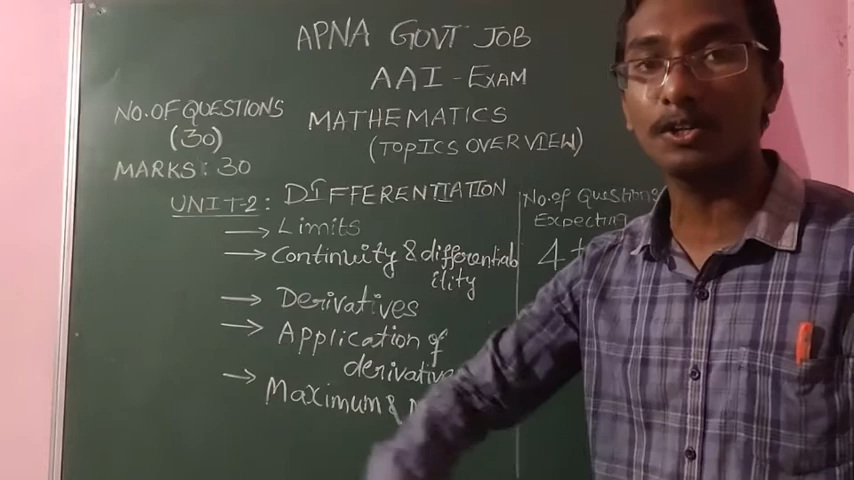 APNA GOVT JOB
AAI - EXAM
NO. OF QUESTIONS
(30)
MARKS: 30
MATHEMATICS
(TOPICS OVERVIEW)
UNIT-2: DIFFERENTIATION
→ Limits
→ Continuity & differentiab
ility
→ Derivatives
→ Application of
derivative
→ Maximum &
No. of Questions
Expecting
4